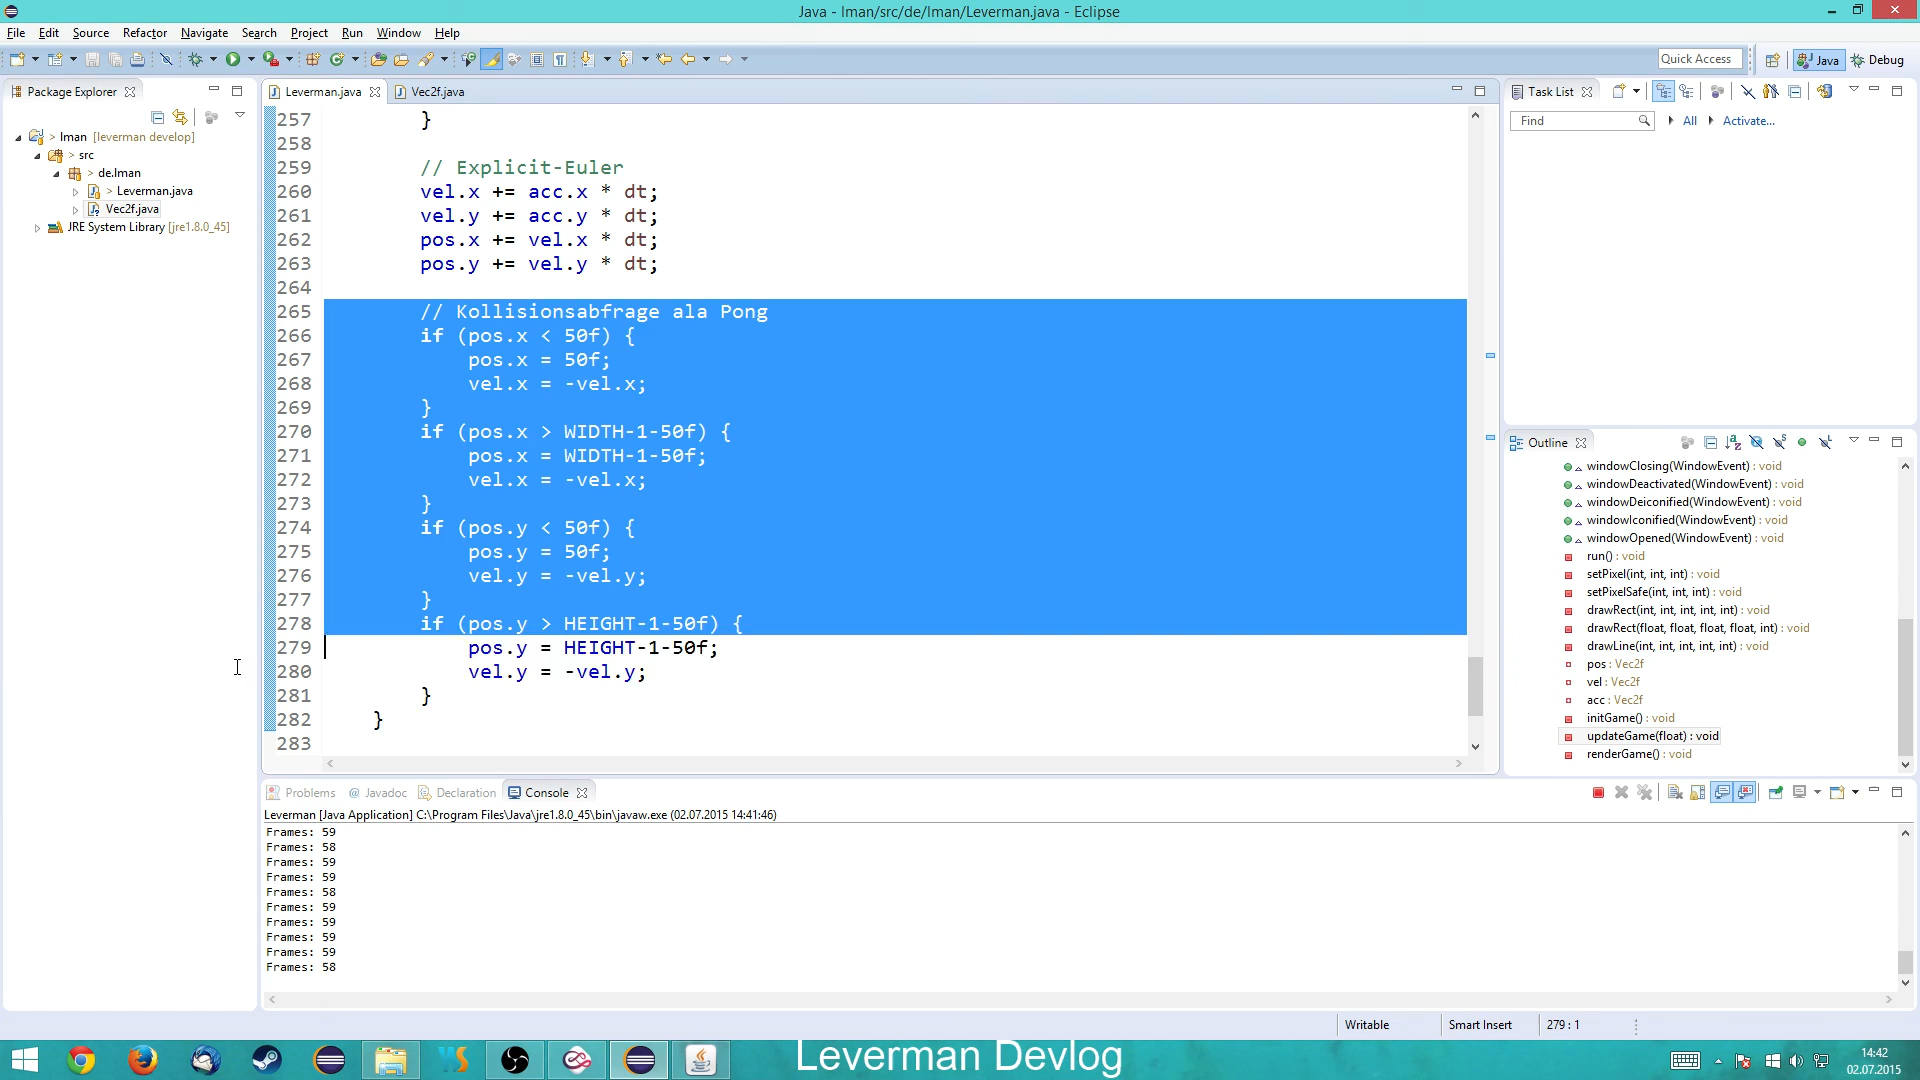 Java - lman/src/de/lman/Leverman.java - Eclipse
File Edit Source Refactor Navigate Search Project Run Window Help
Quick Access Java Debug
Package Explorer
> lman [leverman develop]
> src
> de.lman
> Leverman.java
Vec2f.java
JRE System Library [jre1.8.0_45]
Leverman.java Vec2f.java
257 }
258
259 // Explicit-Euler
260 vel.x += acc.x * dt;
261 vel.y += acc.y * dt;
262 pos.x += vel.x * dt;
263 pos.y += vel.y * dt;
264
265 // Kollisionsabfrage ala Pong
266 if (pos.x < 50f) {
267 pos.x = 50f;
268 vel.x = -vel.x;
269 }
270 if (pos.x > WIDTH-1-50f) {
271 pos.x = WIDTH-1-50f;
272 vel.x = -vel.x;
273 }
274 if (pos.y < 50f) {
275 pos.y = 50f;
276 vel.y = -vel.y;
277 }
278 if (pos.y > HEIGHT-1-50f) {
279 pos.y = HEIGHT-1-50f;
280 vel.y = -vel.y;
281 }
282 }
283
Task List
Find All Activate...
Outline
windowClosing(WindowEvent) : void
windowDeactivated(WindowEvent) : void
windowDeiconified(WindowEvent) : void
windowIconified(WindowEvent) : void
windowOpened(WindowEvent) : void
run() : void
setPixel(int, int, int) : void
setPixelSafe(int, int, int) : void
drawRect(int, int, int, int, int) : void
drawRect(float, float, float, float, int) : void
drawLine(int, int, int, int, int) : void
pos : Vec2f
vel : Vec2f
acc : Vec2f
initGame() : void
updateGame(float) : void
renderGame() : void
Problems @ Javadoc Declaration Console
Leverman [Java Application] C:\Program Files\Java\jre1.8.0_45\bin\javaw.exe (02.07.2015 14:41:46)
Frames: 59
Frames: 58
Frames: 59
Frames: 59
Frames: 58
Frames: 59
Frames: 59
Frames: 59
Frames: 59
Frames: 58
Writable Smart Insert 279 : 1
Leverman Devlog
14:42
02.07.2015